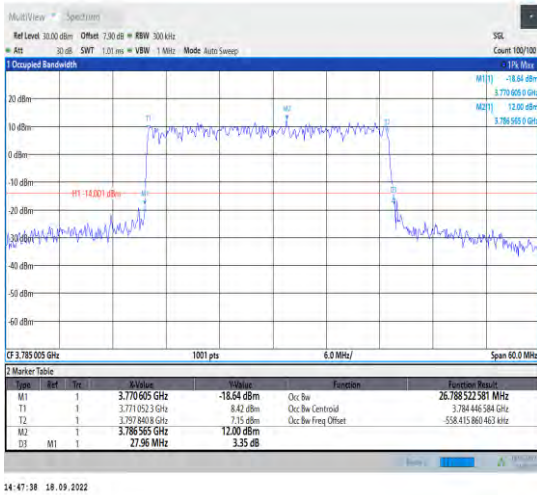 MultiView Spectrum
Ref Level 30.00 dBm Offset 7.90 dB RBW 300 kHz SGL
Att 30 dB SWT 1.01 ms VBW 1 MHz Mode Auto Sweep Count 100/100
1 Occupied Bandwidth 1Pk Max
M1[1] -18.64 dBm
3.770 605 0 GHz
M2[1] 12.00 dBm
3.786 565 0 GHz
20 dBm
T1 M2 T2
10 dBm
0 dBm
-10 dBm
H1 -14.001 dBm M1 D3
-20 dBm
-30 dBm
-40 dBm
-50 dBm
-60 dBm
CF 3.785 005 GHz 1001 pts 6.0 MHz/ Span 60.0 MHz
2 Marker Table
Type Ref Trc X-Value Y-Value Function Function Result
M1 1 3.770 605 GHz -18.64 dBm Occ Bw 26.788 522 581 MHz
T1 1 3.771 052 3 GHz 8.42 dBm Occ Bw Centroid 3.784 446 584 GHz
T2 1 3.797 840 8 GHz 7.15 dBm Occ Bw Freq Offset -558.415 860 463 kHz
M2 1 3.786 565 GHz 12.00 dBm
D3 M1 1 27.96 MHz 3.35 dB
14:47:38 18.09.2022